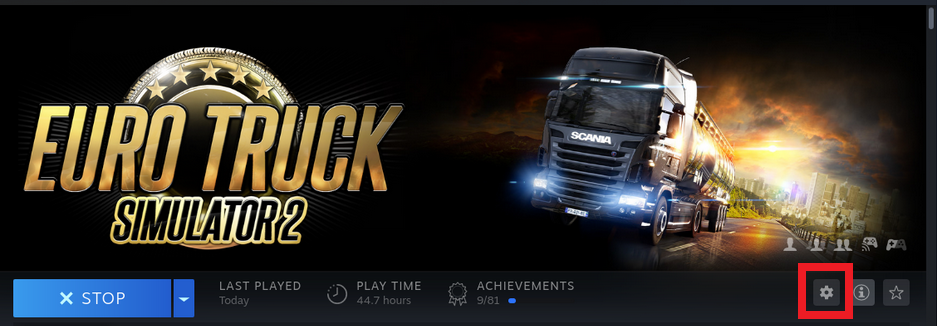 EURO TRUCK
SIMULATOR 2
SCANIA
STOP
LAST PLAYED
Today
PLAY TIME
44.7 hours
ACHIEVEMENTS
9/81